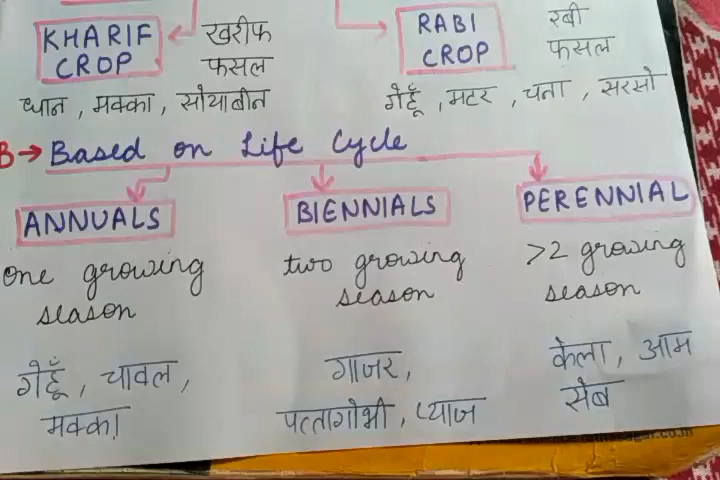 KHARIF CROP
खरीफ
फसल
धान, मक्का, सोयाबीन
RABI CROP
रबी
फसल
गेहूँ, मटर, चना, सरसो
B→ Based on Life Cycle
ANNUALS
one growing
season
गेहूँ, चावल,
मक्का।
BIENNIALS
two growing
season
गाजर,
पत्तागोभी, प्याज
PERENNIAL
>2 growing
season
केला, आम
सेब